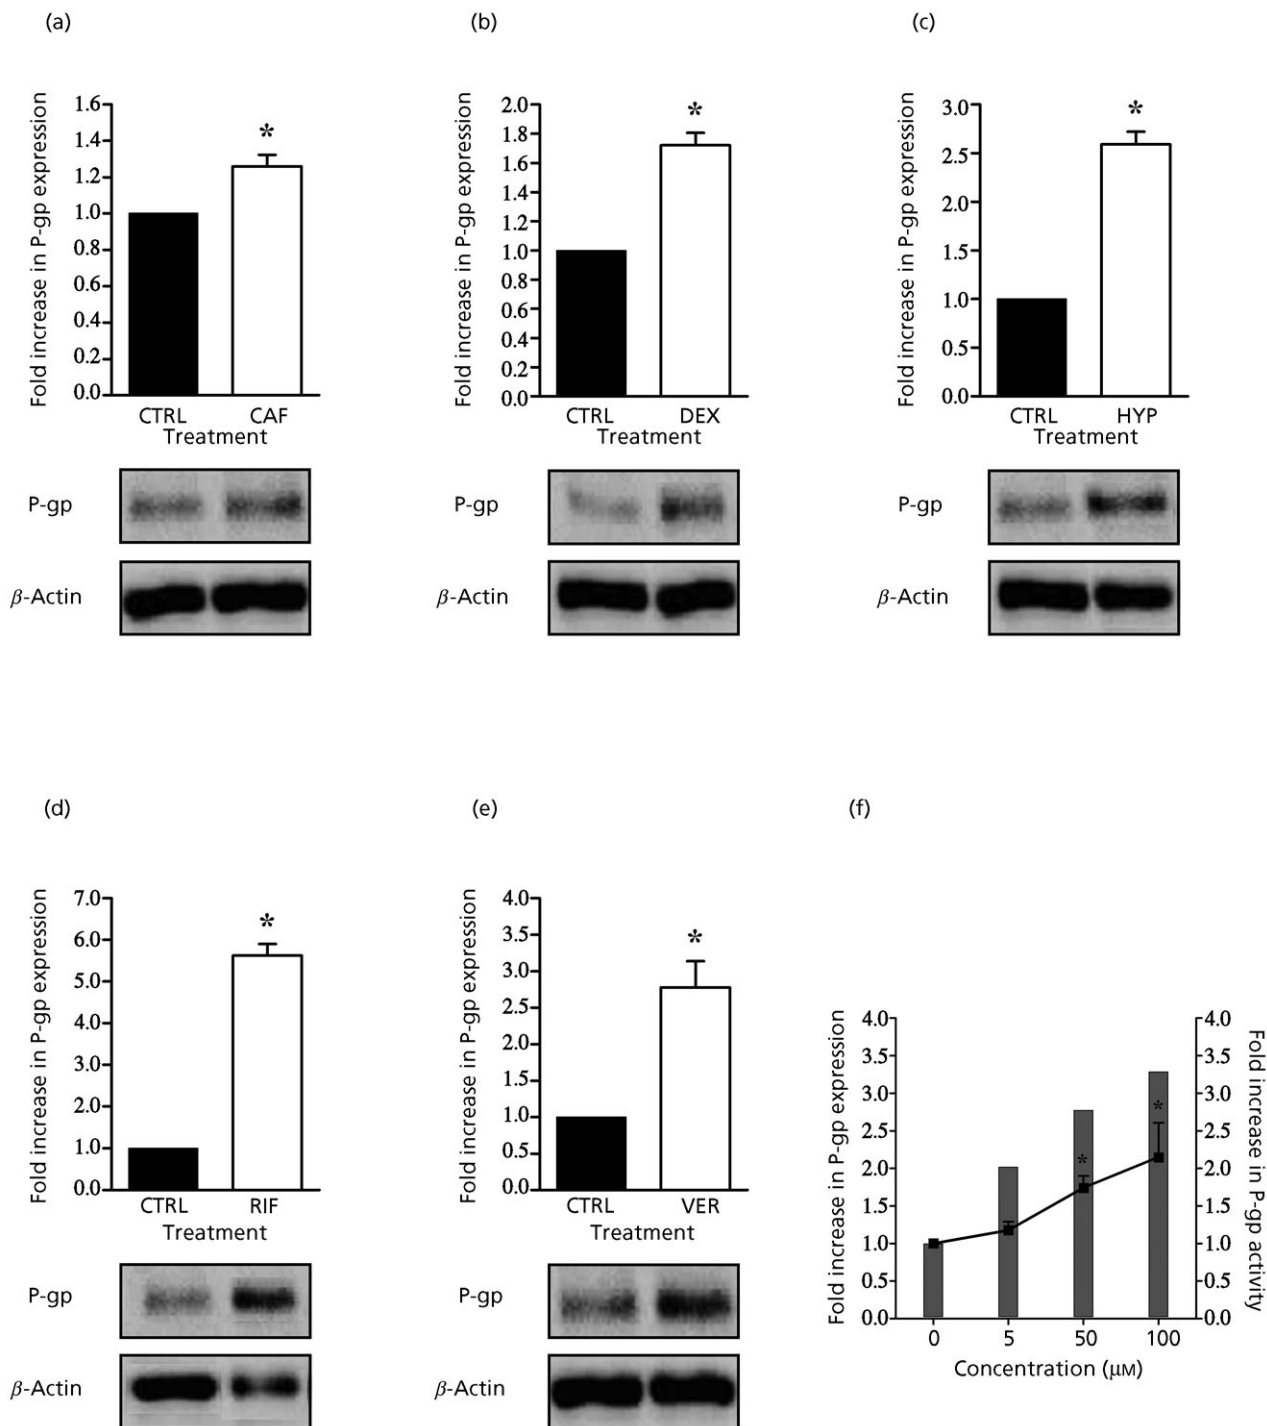 (a)
Fold increase in P-gp expression
1.6
1.4
1.2
1.0
0.8
0.6
0.4
0.2
0.0
*
CTRL CAF
Treatment
P-gp
β-Actin
(b)
Fold increase in P-gp expression
2.0
1.8
1.6
1.4
1.2
1.0
0.8
0.6
0.4
0.2
0.0
*
CTRL DEX
Treatment
P-gp
β-Actin
(c)
Fold increase in P-gp expression
3.0
2.5
2.0
1.5
1.0
0.5
0.0
*
CTRL HYP
Treatment
P-gp
β-Actin
(d)
Fold increase in P-gp expression
7.0
6.0
5.0
4.0
3.0
2.0
1.0
0.0
*
CTRL RIF
Treatment
P-gp
β-Actin
(e)
Fold increase in P-gp expression
4.0
3.5
3.0
2.5
2.0
1.5
1.0
0.5
0.0
*
CTRL VER
Treatment
P-gp
β-Actin
(f)
Fold increase in P-gp expression
4.0
3.5
3.0
2.5
2.0
1.5
1.0
0.5
0.0
*
*
4.0
3.5
3.0
2.5
2.0
1.5
1.0
0.5
0.0
Fold increase in P-gp activity
0 5 50 100
Concentration (μM)